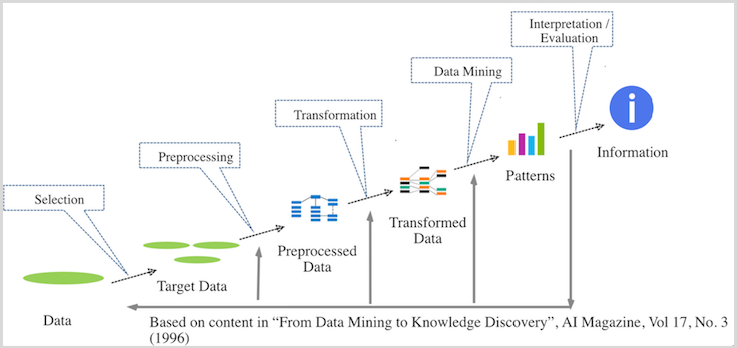 Interpretation /
Evaluation
Data Mining
Transformation
Preprocessing
Selection
i
Information
Patterns
Transformed
Data
Preprocessed
Data
Target Data
Data
Based on content in “From Data Mining to Knowledge Discovery”, AI Magazine, Vol 17, No. 3
(1996)